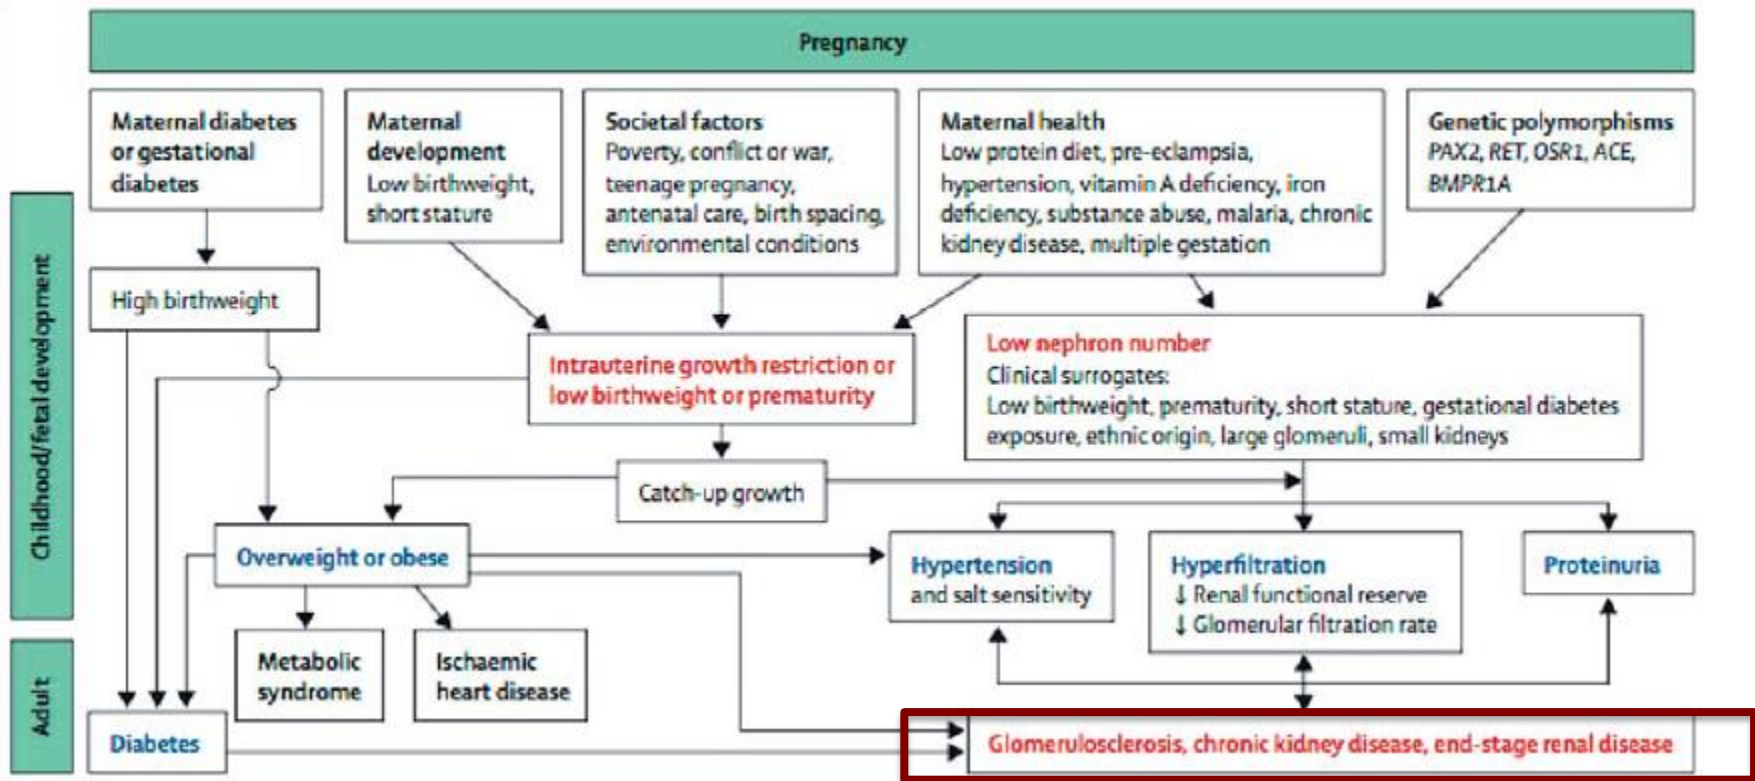 Pregnancy
Maternal diabetes
or gestational
diabetes
Maternal
development
Low birthweight,
short stature
Societal factors
Poverty, conflict or war,
teenage pregnancy,
antenatal care, birth spacing,
environmental conditions
Maternal health
Low protein diet, pre-eclampsia,
hypertension, vitamin A deficiency, iron
deficiency, substance abuse, malaria, chronic
kidney disease, multiple gestation
Genetic polymorphisms
PAX2, RET, OSR1, ACE,
BMPR1A
Childhood/fetal development
High birthweight
Intrauterine growth restriction or
low birthweight or prematurity
Low nephron number
Clinical surrogates:
Low birthweight, prematurity, short stature, gestational diabetes
exposure, ethnic origin, large glomeruli, small kidneys
Catch-up growth
Overweight or obese
Hypertension
and salt sensitivity
Hyperfiltration
↓ Renal functional reserve
↓ Glomerular filtration rate
Proteinuria
Adult
Metabolic
syndrome
Ischaemic
heart disease
Diabetes
Glomerulosclerosis, chronic kidney disease, end-stage renal disease